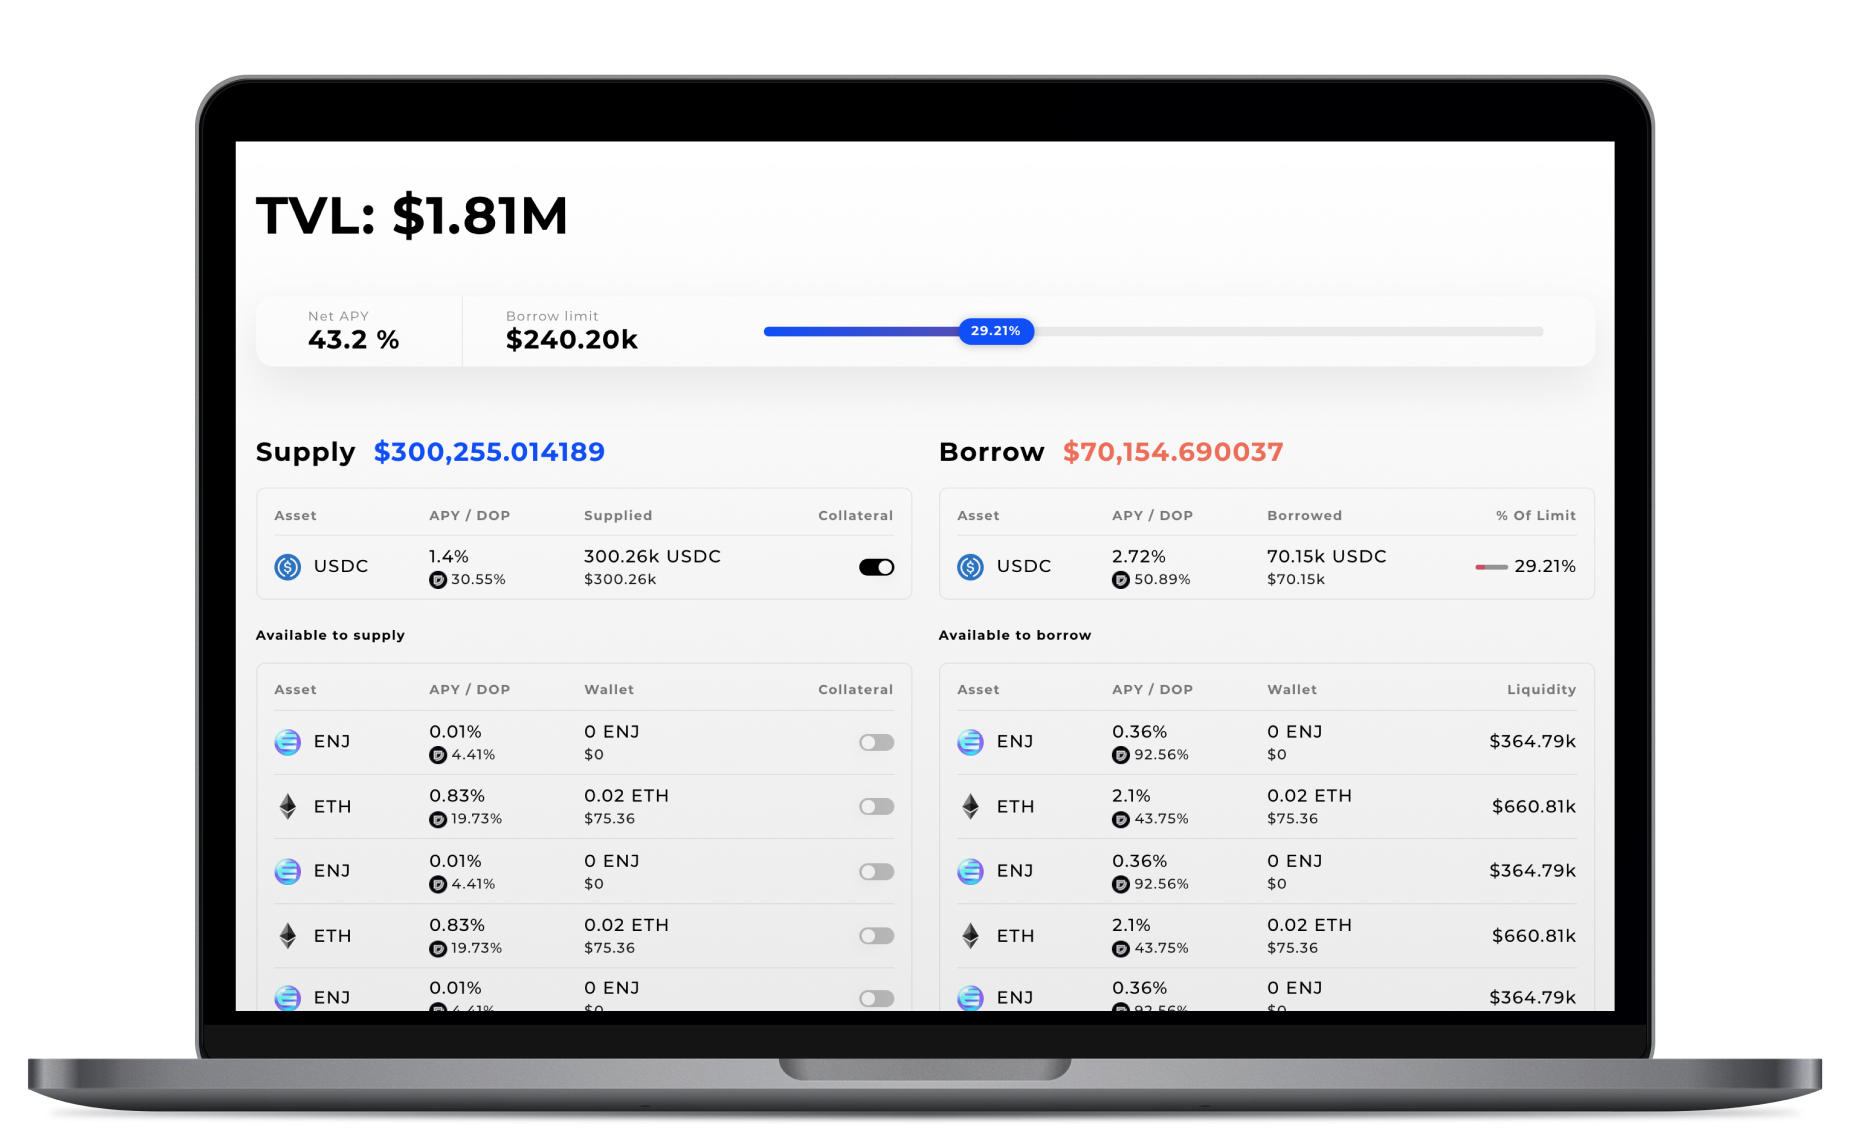 TVL: $1.81M
Net APY
43.2 %
Borrow limit
$240.20k
29.21%
Supply $300,255.014189
Asset APY / DOP Supplied Collateral
USDC 1.4% 300.26k USDC
30.55% $300.26k
Available to supply
Asset APY / DOP Wallet Collateral
ENJ 0.01% 0 ENJ
4.41% $0
ETH 0.83% 0.02 ETH
19.73% $75.36
ENJ 0.01% 0 ENJ
4.41% $0
ETH 0.83% 0.02 ETH
19.73% $75.36
ENJ 0.01% 0 ENJ
4.41% $0
Borrow $70,154.690037
Asset APY / DOP Borrowed % Of Limit
USDC 2.72% 70.15k USDC 29.21%
50.89% $70.15k
Available to borrow
Asset APY / DOP Wallet Liquidity
ENJ 0.36% 0 ENJ $364.79k
92.56% $0
ETH 2.1% 0.02 ETH $660.81k
43.75% $75.36
ENJ 0.36% 0 ENJ $364.79k
92.56% $0
ETH 2.1% 0.02 ETH $660.81k
43.75% $75.36
ENJ 0.36% 0 ENJ $364.79k
92.56% $0